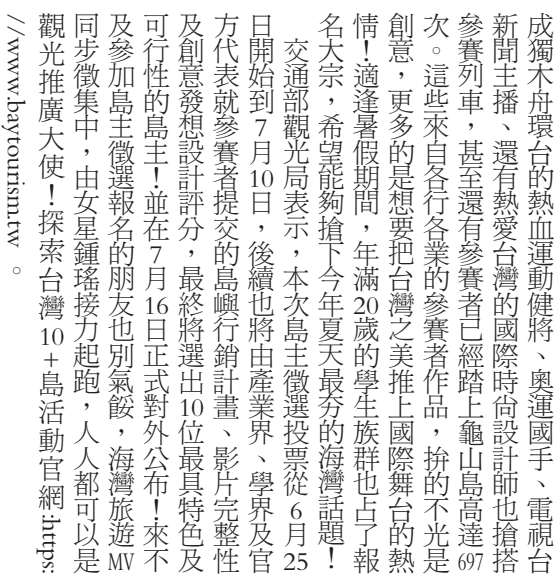 成獨木舟環台的熱血運動健將、奧運國手、電視台
新聞主播、還有熱愛台灣的國際時尚設計師也搶搭
參賽列車，甚至還有參賽者已經踏上龜山島高達697
次。這些來自各行各業的參賽者作品，拚的不光是
創意，更多的是想要把台灣之美推上國際舞台的熱
情！適逢暑假期間，年滿20歲的學生族群也占了報
名大宗，希望能夠搶下今年夏天最夯的海灣話題！
交通部觀光局表示，本次島主徵選投票從6月25
日開始到7月10日，後續也將由產業界、學界及官
方代表就參賽者提交的島嶼行銷計畫、影片完整性
及創意發想設計評分，最終將選出10位最具特色及
可行性的島主！並在7月16日正式對外公布！來不
及參加島主徵選報名的朋友也別氣餒，海灣旅遊MV
同步徵集中，由女星鍾瑤接力起跑，人人都可以是
觀光推廣大使！探索台灣10+島活動官網:https:
//www.baytourism.tw 。